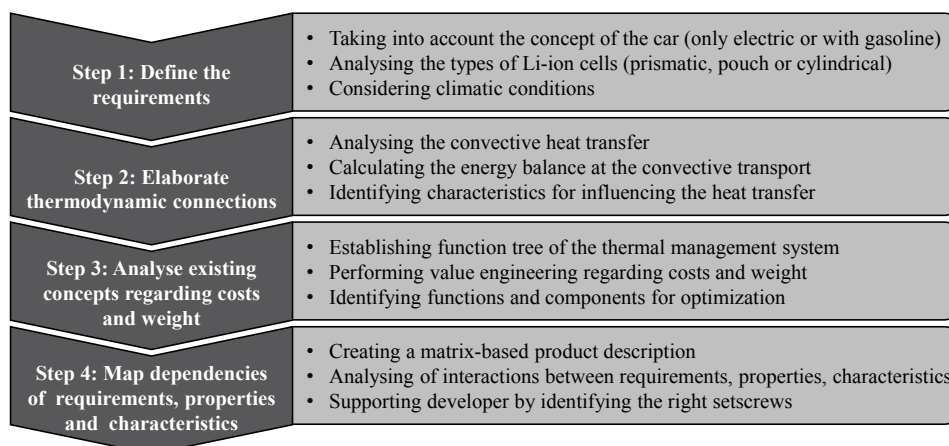 Step 1: Define the
requirements
• Taking into account the concept of the car (only electric or with gasoline)
• Analysing the types of Li-ion cells (prismatic, pouch or cylindrical)
• Considering climatic conditions
Step 2: Elaborate
thermodynamic connections
• Analysing the convective heat transfer
• Calculating the energy balance at the convective transport
• Identifying characteristics for influencing the heat transfer
Step 3: Analyse existing
concepts regarding costs
and weight
• Establishing function tree of the thermal management system
• Performing value engineering regarding costs and weight
• Identifying functions and components for optimization
Step 4: Map dependencies
of requirements, properties
and characteristics
• Creating a matrix-based product description
• Analysing of interactions between requirements, properties, characteristics
• Supporting developer by identifying the right setscrews